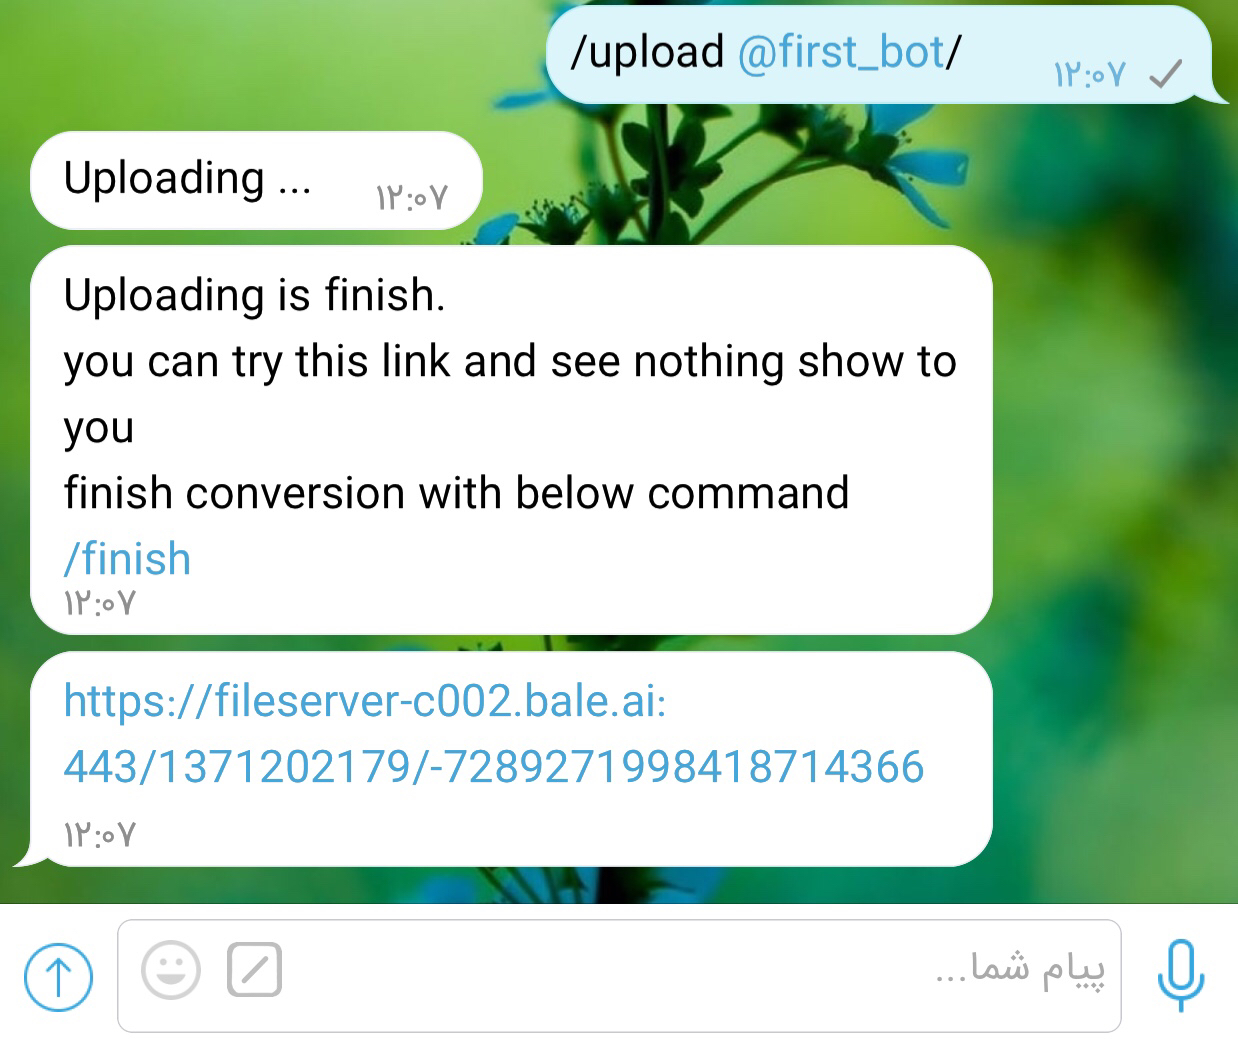 /upload @first_bot/
۱۲:۰۷
Uploading ...
۱۲:۰۷
Uploading is finish.
you can try this link and see nothing show to
you
finish conversion with below command
/finish
۱۲:۰۷
https://fileserver-c002.bale.ai:
443/1371202179/-7289271998418714366
۱۲:۰۷
پیام شما...